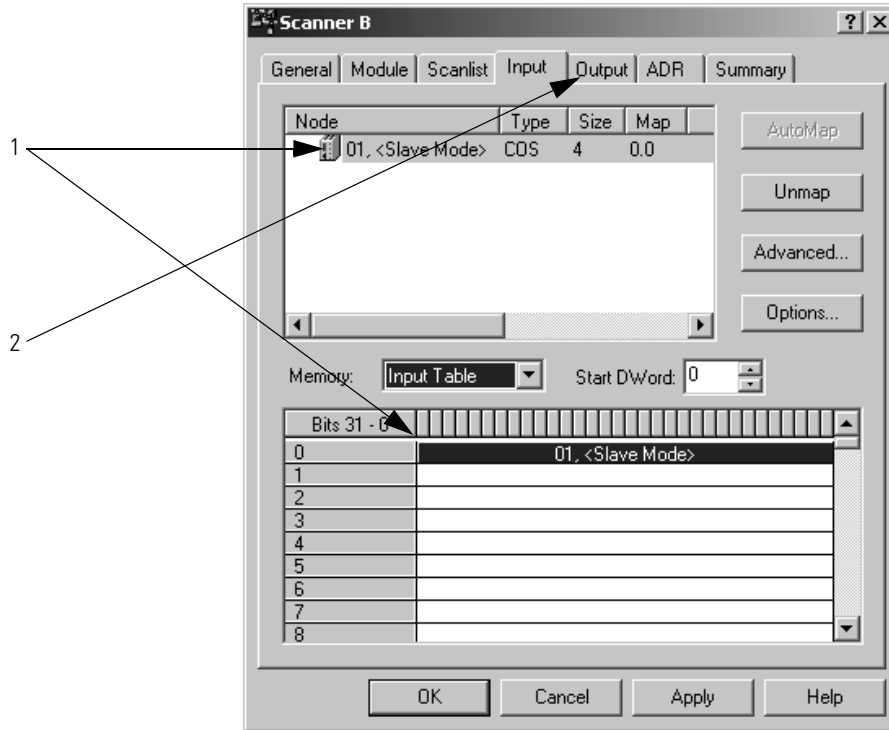 Scanner B
General Module Scanlist Input Output ADR Summary
Node Type Size Map
AutoMap
1
01, <Slave Mode> COS 4 0.0
Unmap
Advanced...
Options...
2
Memory: Input Table Start DWord: 0
Bits 31 - 0
0 01, <Slave Mode>
1
2
3
4
5
6
7
8
OK Cancel Apply Help